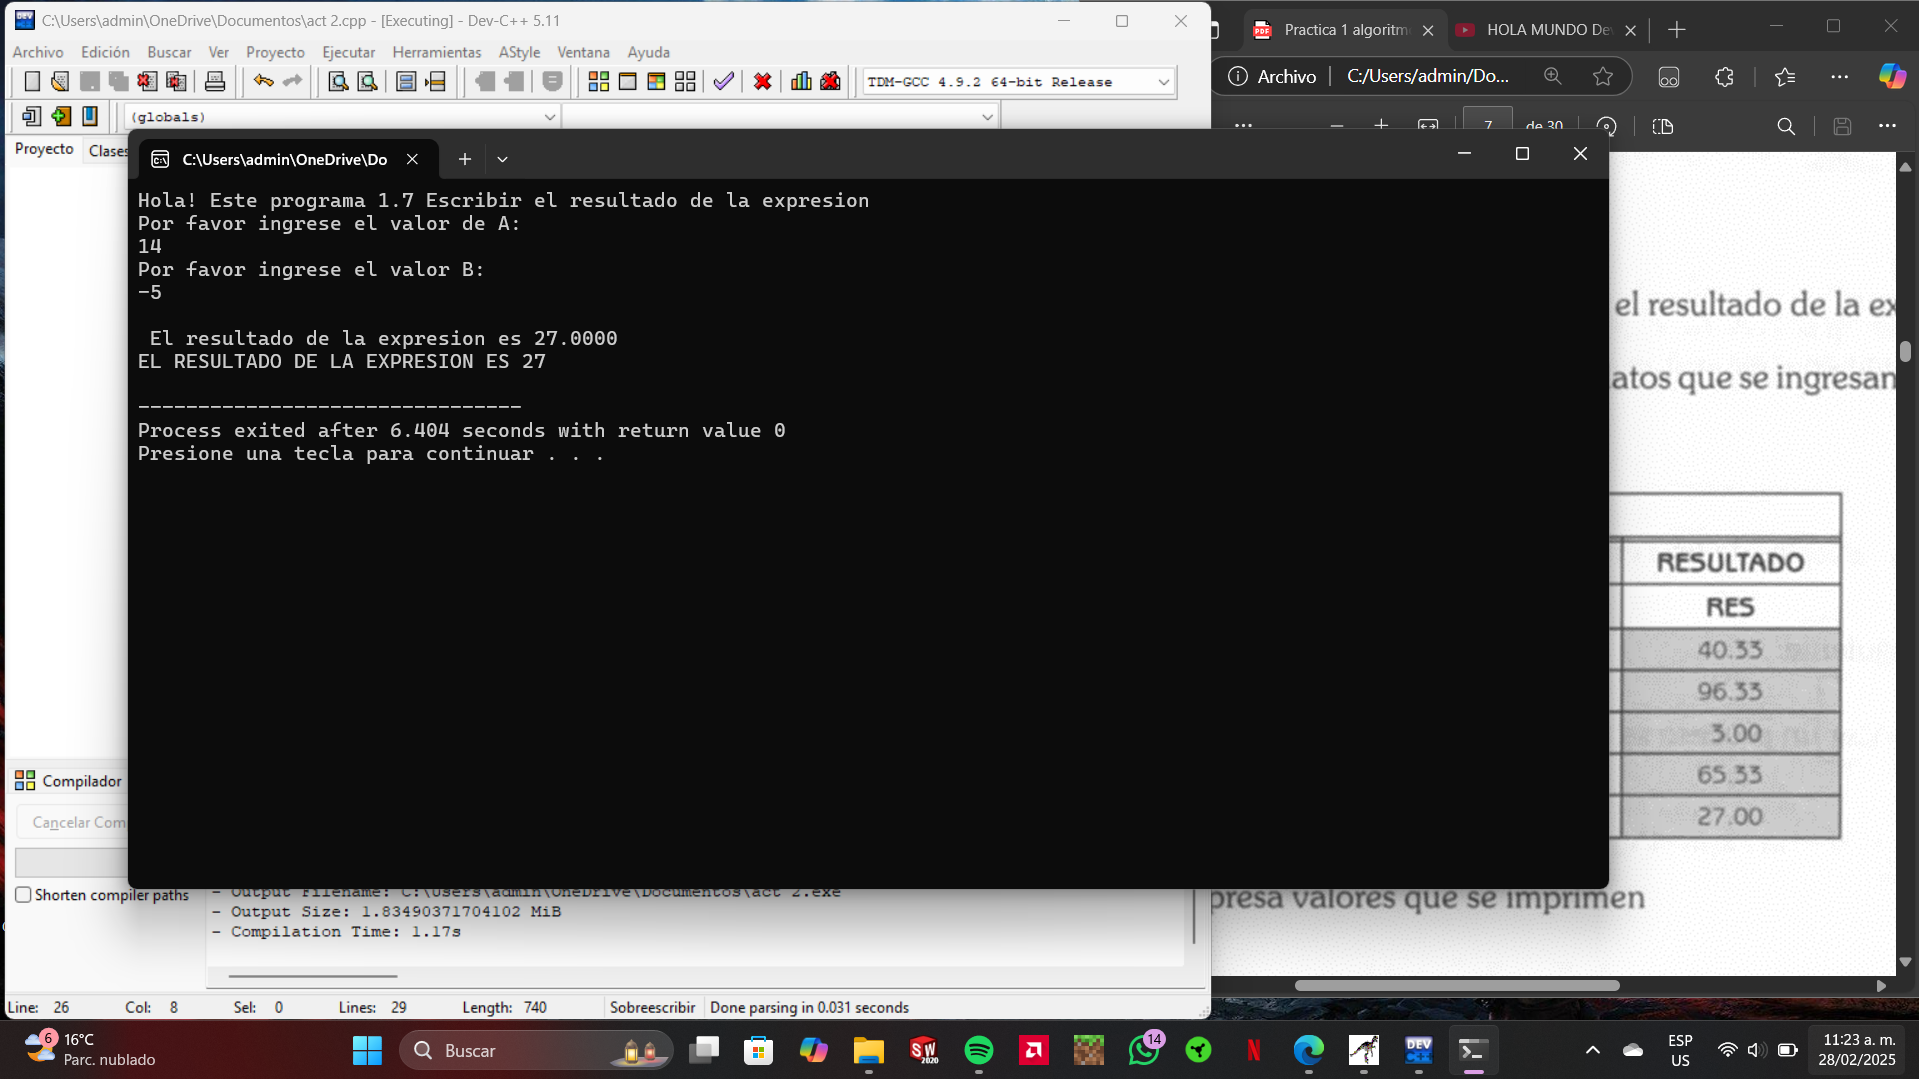 C:\Users\admin\OneDrive\Documentos\act 2.cpp - [Executing] - Dev-C++ 5.11
Archivo Edición Buscar Ver Proyecto Ejecutar Herramientas AStyle Ventana Ayuda
TDM-GCC 4.9.2 64-bit Release
(globals)
Proyecto Clases
Practica 1 algoritm
HOLA MUNDO De
Archivo C:/Users/admin/Do...
7 de 30
C:\Users\admin\OneDrive\Do
Hola! Este programa 1.7 Escribir el resultado de la expresion
Por favor ingrese el valor de A:
14
Por favor ingrese el valor B:
-5
El resultado de la expresion es 27.0000
EL RESULTADO DE LA EXPRESION ES 27
--------------------------------
Process exited after 6.404 seconds with return value 0
Presione una tecla para continuar . . .
el resultado de la ex
atos que se ingresan
RESULTADO
RES
40.33
96.33
3.00
65.33
27.00
presa valores que se imprimen
Compilador
Cancelar Com
Shorten compiler paths
- Output Filename: C:\Users\admin\OneDrive\Documentos\act 2.exe
- Output Size: 1.83490371704102 MiB
- Compilation Time: 1.17s
Line: 26 Col: 8 Sel: 0 Lines: 29 Length: 740 Sobreescribir Done parsing in 0.031 seconds
6
16°C
Parc. nublado
Buscar
SW
2020
14
DEV
ESP
US
11:23 a. m.
28/02/2025